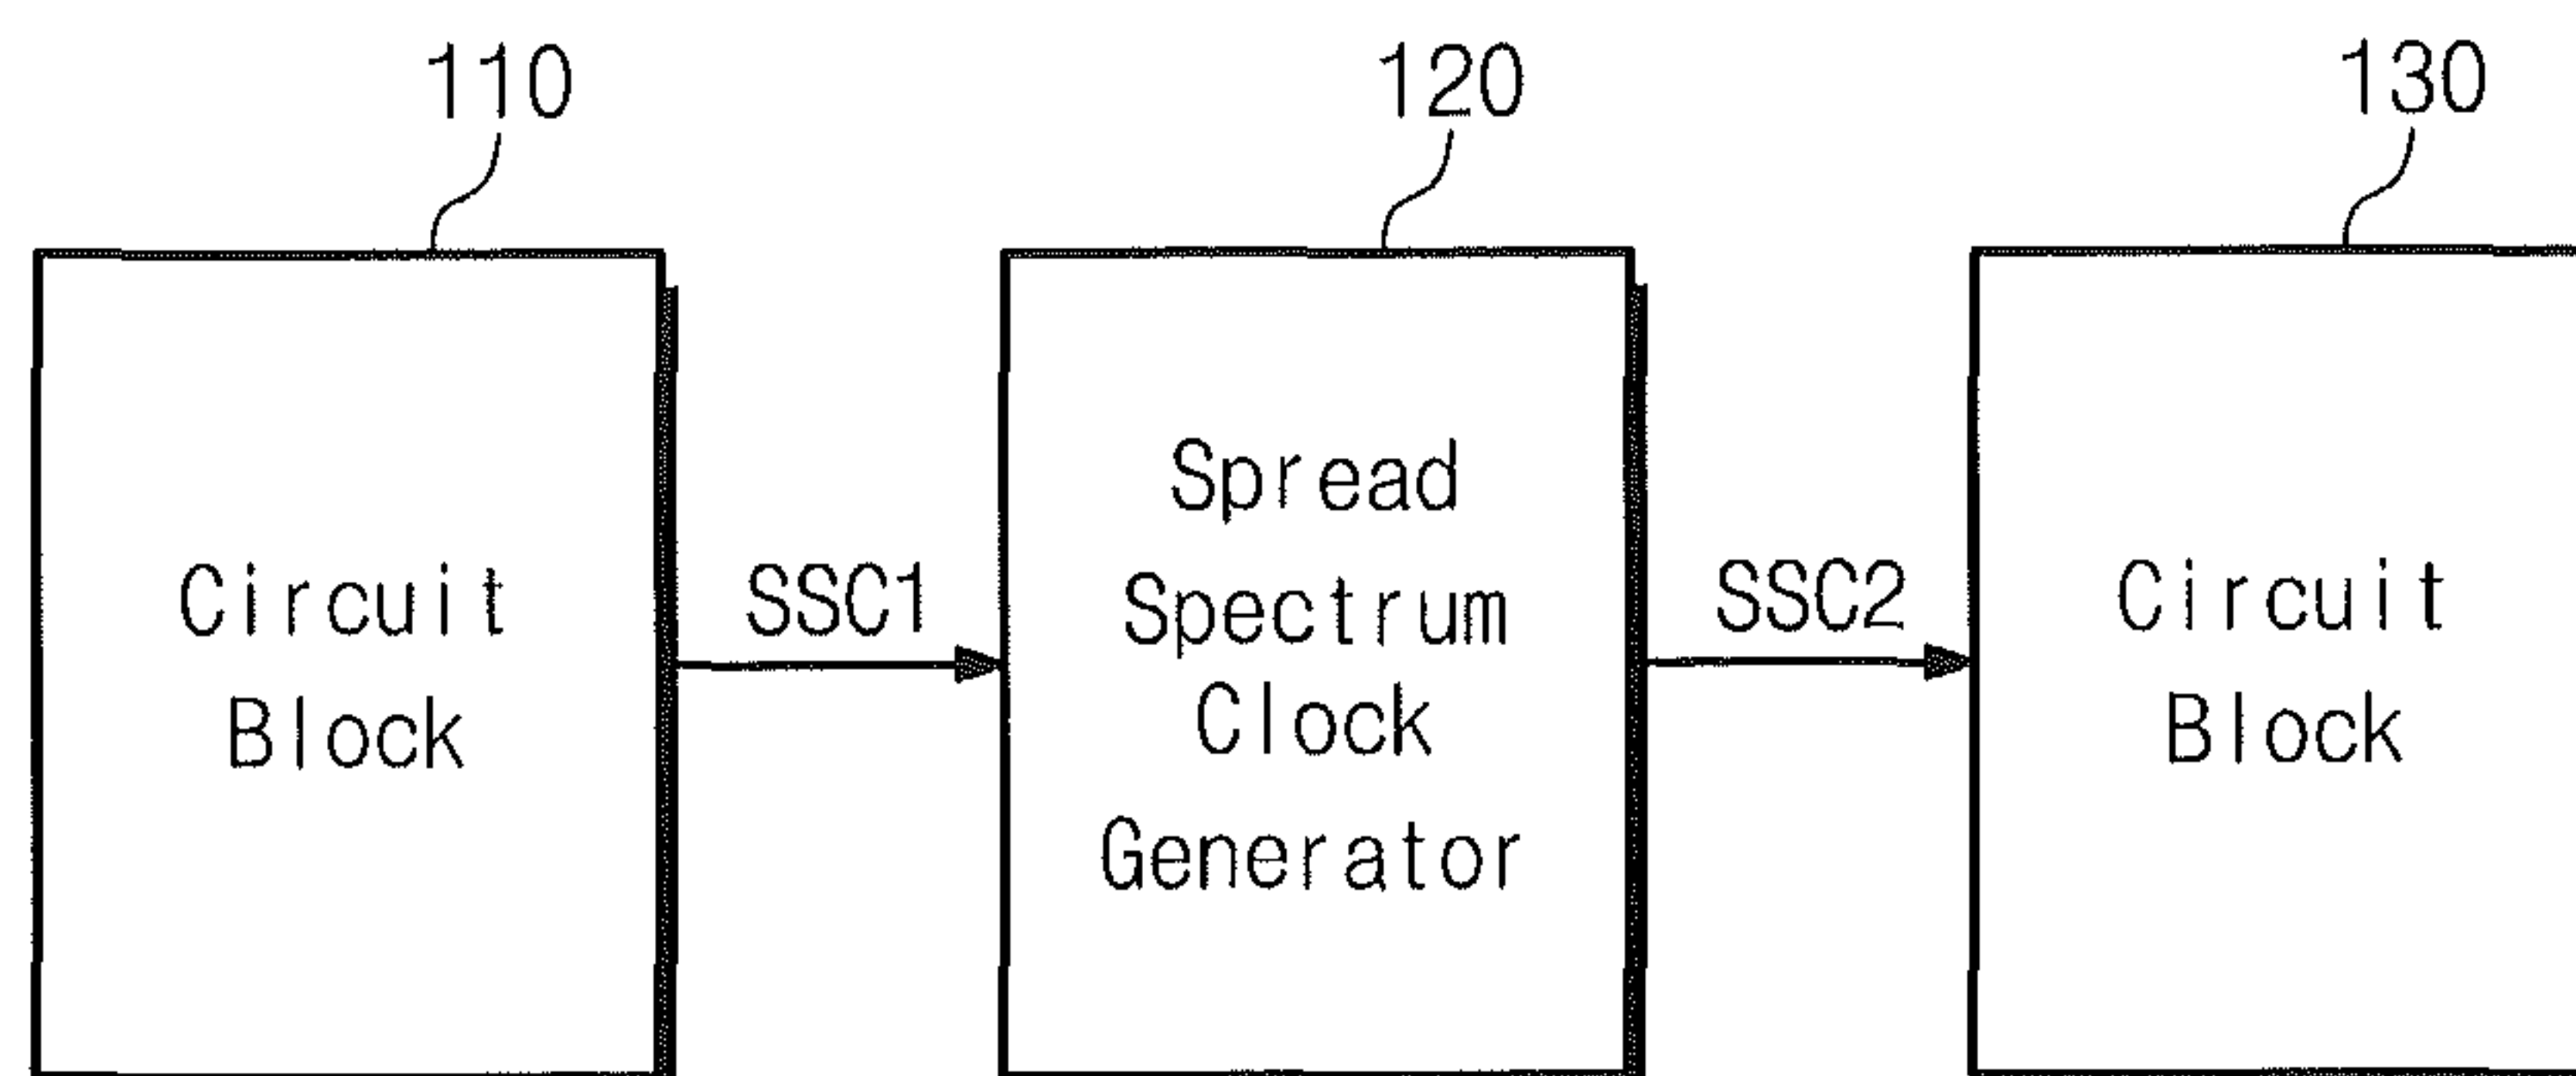 110
120
130
Circuit
Block
SSC1
Spread
Spectrum
Clock
Generator
SSC2
Circuit
Block